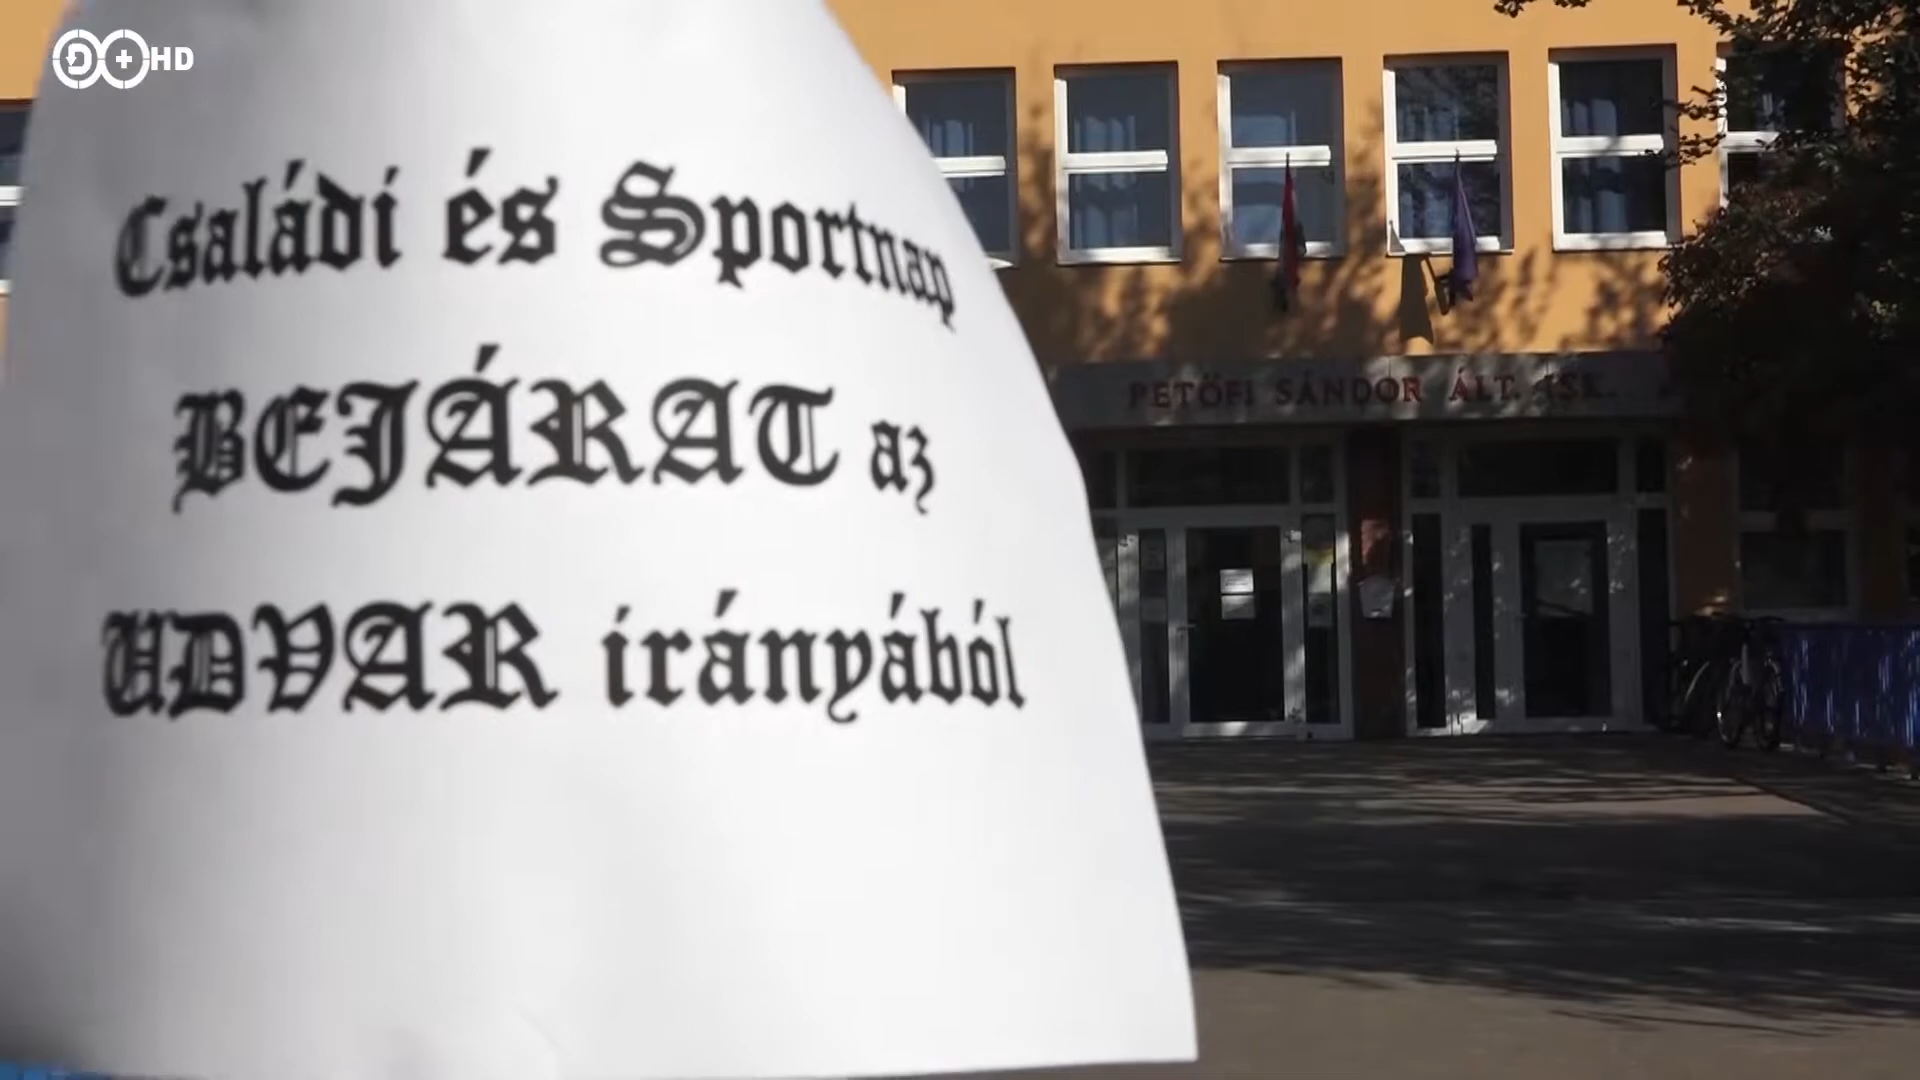 HD
Családi és Sportnap
BEJÁRAT az
UDVAR irányából
PETŐFI SÁNDOR ÁLT. ISK.